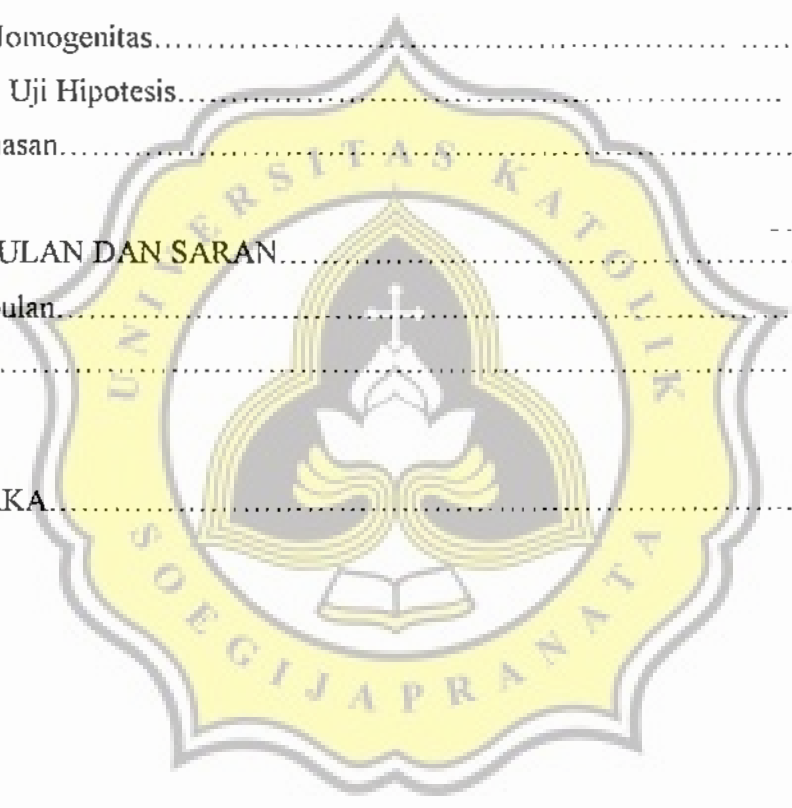 Homogenitas..............................
Uji Hipotesis..............................
asan..............................
ULAN DAN SARAN..............................
ulan..............................
..............................
KA..............................
UNIVERSITAS KATOLIK
SOEGIJAPRANATA